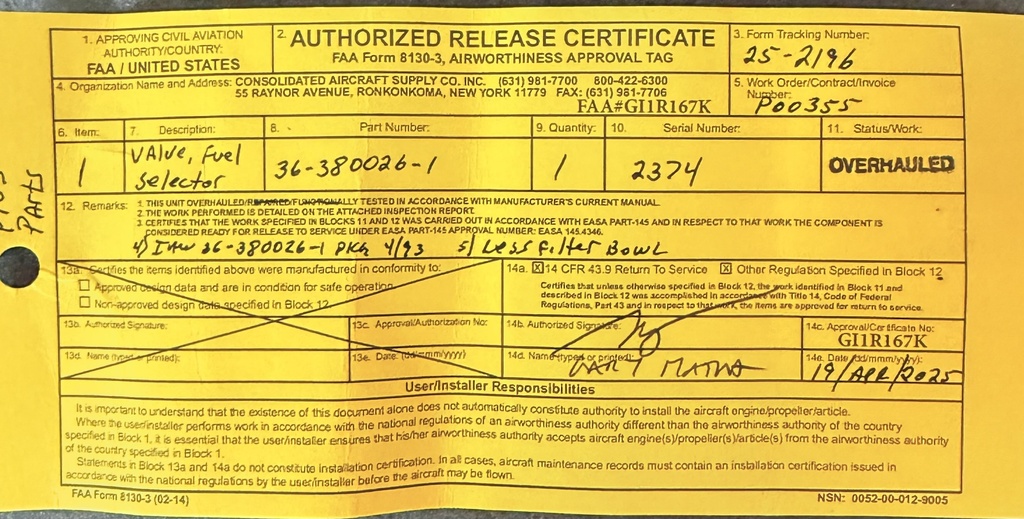 1. APPROVING CIVIL AVIATION AUTHORITY/COUNTRY:
FAA / UNITED STATES
2. AUTHORIZED RELEASE CERTIFICATE
FAA Form 8130-3, AIRWORTHINESS APPROVAL TAG
3. Form Tracking Number:
25-2196
4. Organization Name and Address: CONSOLIDATED AIRCRAFT SUPPLY CO. INC. (631) 981-7700 800-422-6300
55 RAYNOR AVENUE, RONKONKOMA, NEW YORK 11779 FAX: (631) 981-7706
FAA#GI1R167K
5. Work Order/Contract/Invoice Number:
P00355
6. Item: 7. Description: 8. Part Number: 9. Quantity: 10. Serial Number: 11. Status/Work:
1 VAlve, fuel selector 36-380026-1 1 2374 OVERHAULED
Parts
12. Remarks: 1. THIS UNIT OVERHAULED/REPAIRED/FUNCTIONALLY TESTED IN ACCORDANCE WITH MANUFACTURER'S CURRENT MANUAL.
2. THE WORK PERFORMED IS DETAILED ON THE ATTACHED INSPECTION REPORT.
3. CERTIFIES THAT THE WORK SPECIFIED IN BLOCKS 11 AND 12 WAS CARRIED OUT IN ACCORDANCE WITH EASA PART-145 AND IN RESPECT TO THAT WORK THE COMPONENT IS
CONSIDERED READY FOR RELEASE TO SERVICE UNDER EASA PART-145 APPROVAL NUMBER: EASA 145.4346.
4) IAW 36-380026-1 PKG 4/93 5) Less Filter Bowl
13a. Certifies the items identified above were manufactured in conformity to:
Approved design data and are in condition for safe operation.
Non-approved design data specified in Block 12.
14a. X 14 CFR 43.9 Return To Service X Other Regulation Specified in Block 12
Certifies that unless otherwise specified in Block 12, the work identified in Block 11 and
described in Block 12 was accomplished in accordance with Title 14, Code of Federal
Regulations, Part 43 and in respect to that work, the items are approved for return to service.
13b. Authorized Signature: 13c. Approval/Authorization No: 14b. Authorized Signature: 14c. Approval/Certificate No:
GI1R167K
13d. Name (typed or printed): 13e. Date: (dd/mmm/yyyy) 14d. Name (typed or printed): 14e. Date (dd/mmm/yyyy):
GARY 19/APR/2025
User/Installer Responsibilities
It is important to understand that the existence of this document alone does not automatically constitute authority to install the aircraft engine/propeller/article.
Where the user/installer performs work in accordance with the national regulations of an airworthiness authority different than the airworthiness authority of the country
specified in Block 1, it is essential that the user/installer ensures that his/her airworthiness authority accepts aircraft engine(s)/propeller(s)/article(s) from the airworthiness authority
of the country specified in Block 1.
Statements in Block 13a and 14a do not constitute installation certification. In all cases, aircraft maintenance records must contain an installation certification issued in
accordance with the national regulations by the user/installer before the aircraft may be flown.
FAA Form 8130-3 (02-14) NSN: 0052-00-012-9005